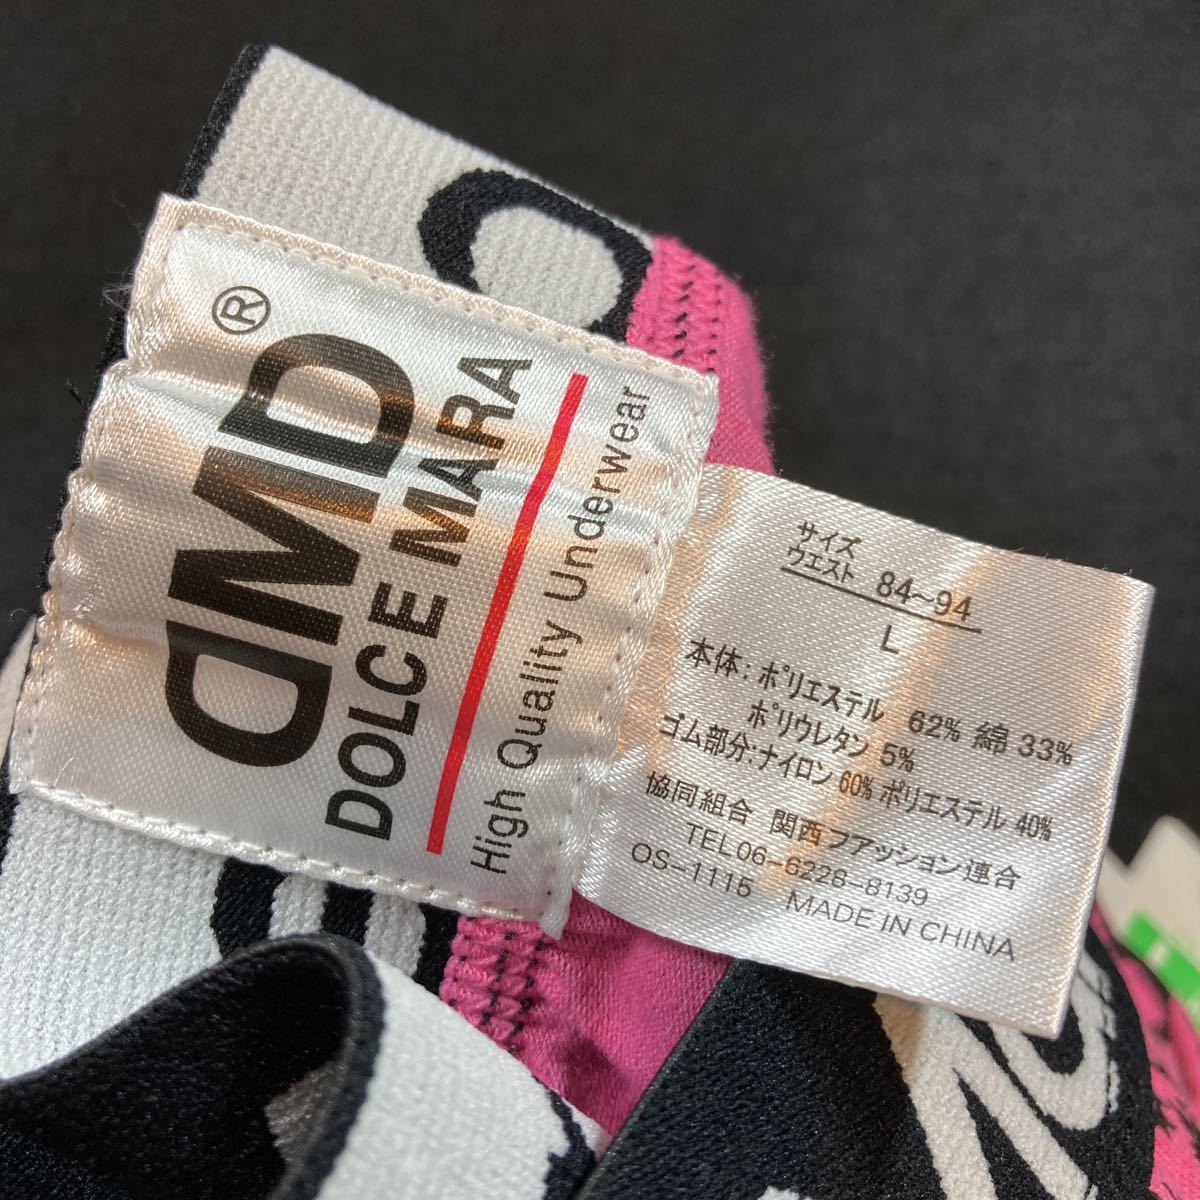 DMD®
DOLCE MARA
High Quality Underwear
サイズ
ウエスト 84~94
L
本体:ポリエステル 62% 綿 33%
ポリウレタン 5%
ゴム部分:ナイロン 60% ポリエステル 40%
協同組合 関西ファッション連合
TEL06-6228-8139
OS-1115 MADE IN CHINA